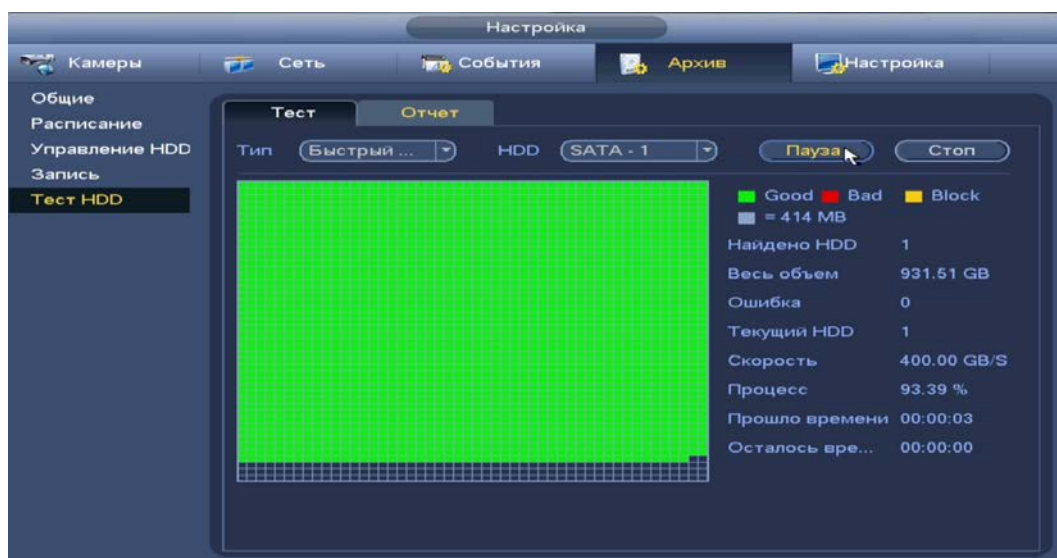 Настройка
Камеры Сеть События Архив Настройка
Общие
Расписание
Управление HDD
Запись
Тест HDD
Тест Отчет
Тип Быстрый ... HDD SATA - 1 Пауза Стоп
Good Bad Block
= 414 MB
Найдено HDD 1
Весь объем 931.51 GB
Ошибка 0
Текущий HDD 1
Скорость 400.00 GB/S
Процесс 93.39 %
Прошло времени 00:00:03
Осталось вре... 00:00:00